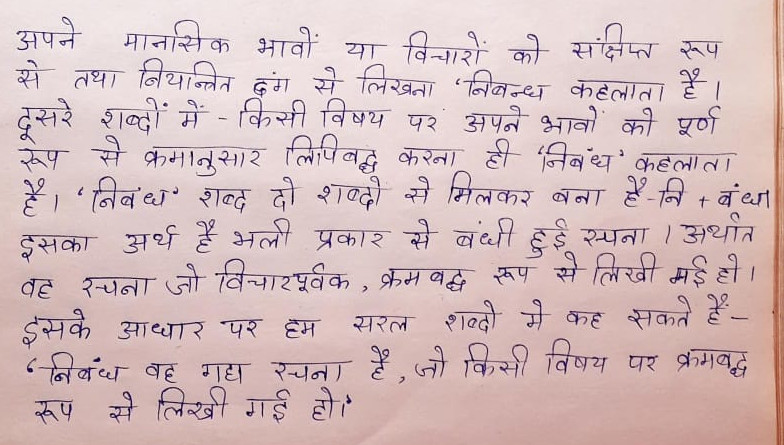 अपने मानसिक भावों या विचारों को संक्षिप्त रूप
से तथा नियान्त्रित ढंग से लिखना 'निबन्ध कहलाता है।
दूसरे शब्दों में - किसी विषय पर अपने भावों को पूर्ण
रूप से क्रमानुसार लिपिबद्ध करना ही 'निबंध' कहलाता
है। 'निबंध' शब्द दो शब्दो से मिलकर बना है-नि + बंध।
इसका अर्थ है भली प्रकार से बंधी हुई रचना। अर्थात
वह रचना जो विचारपूर्वक, क्रमबद्ध रूप से लिखी गई हो।
इसके आधार पर हम सरल शब्दो मे कह सकते हैं-
'निबंध वह गद्य रचना है, जो किसी विषय पर क्रमबद्ध
रूप से लिखी गई हो।'